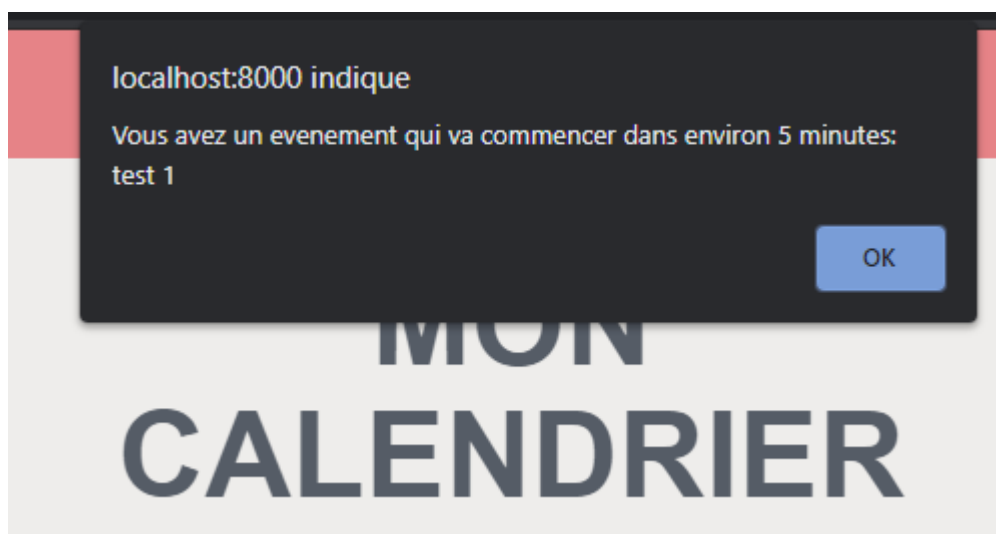 localhost:8000 indique
Vous avez un evenement qui va commencer dans environ 5 minutes:
test 1
OK
MON
CALENDRIER